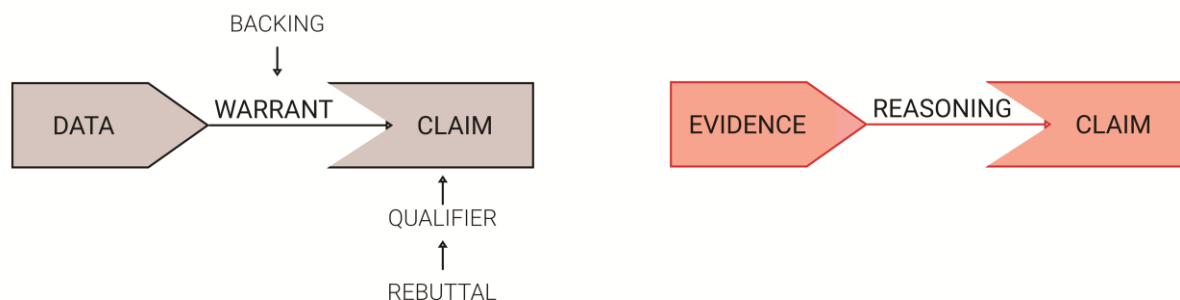 BACKING
DATA
WARRANT
CLAIM
QUALIFIER
REBUTTAL
EVIDENCE
REASONING
CLAIM